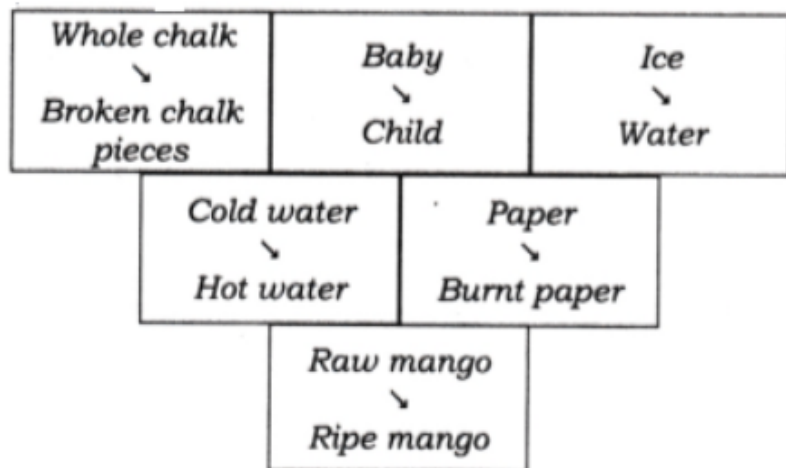 Whole chalk
↘
Broken chalk
pieces
Baby
↘
Child
Ice
↘
Water
Cold water
↘
Hot water
Paper
↘
Burnt paper
Raw mango
↘
Ripe mango